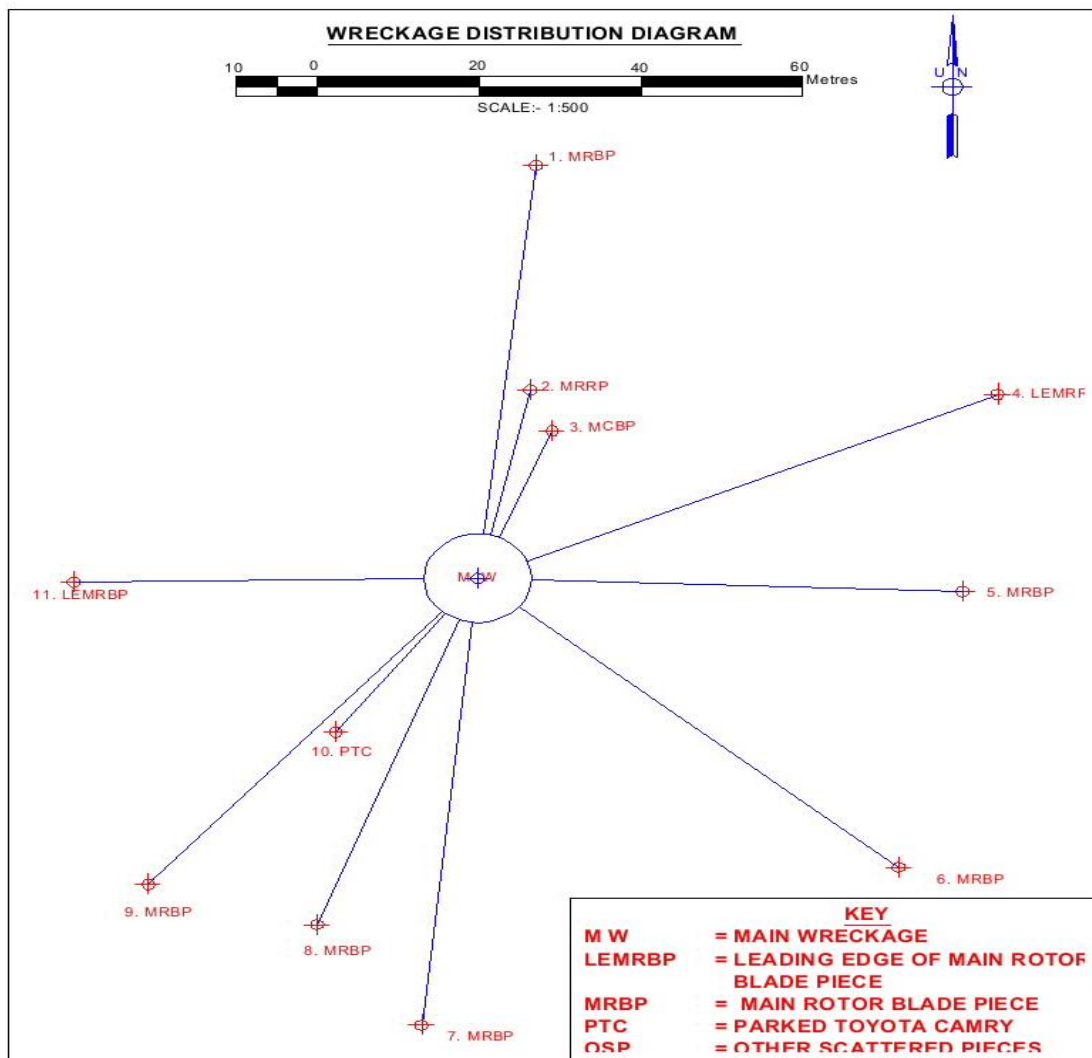 WRECKAGE DISTRIBUTION DIAGRAM
10 0 20 40 60
Metres
SCALE:- 1:500
U N
1. MRBP
2. MRRP
3. MCBP
4. LEMRF
M W
5. MRBP
11. LEMRBP
10. PTC
6. MRBP
9. MRBP
8. MRBP
7. MRBP
KEY
M W = MAIN WRECKAGE
LEMRBP = LEADING EDGE OF MAIN ROTOR
BLADE PIECE
MRBP = MAIN ROTOR BLADE PIECE
PTC = PARKED TOYOTA CAMRY
OSP = OTHER SCATTERED PIECES